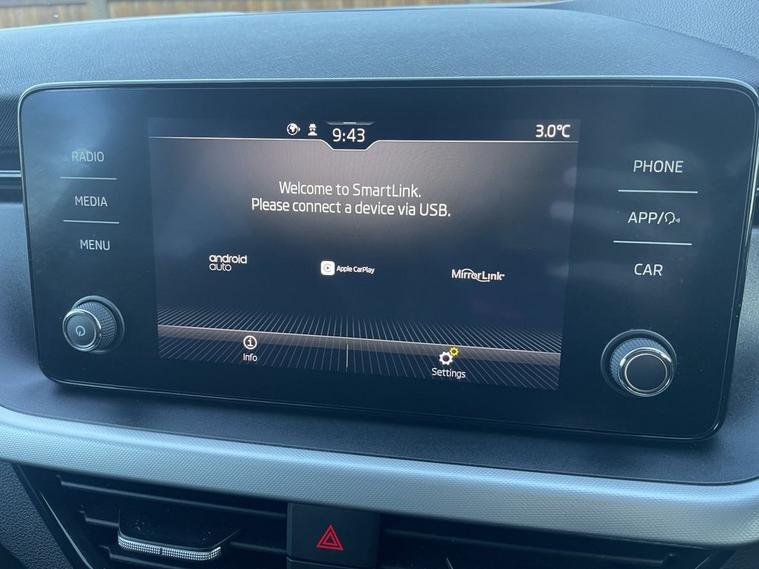 9:43
3.0°C
RADIO
MEDIA
MENU
Welcome to SmartLink.
Please connect a device via USB.
android
auto
Apple CarPlay
MirrorLink
Info
Settings
PHONE
APP/
CAR